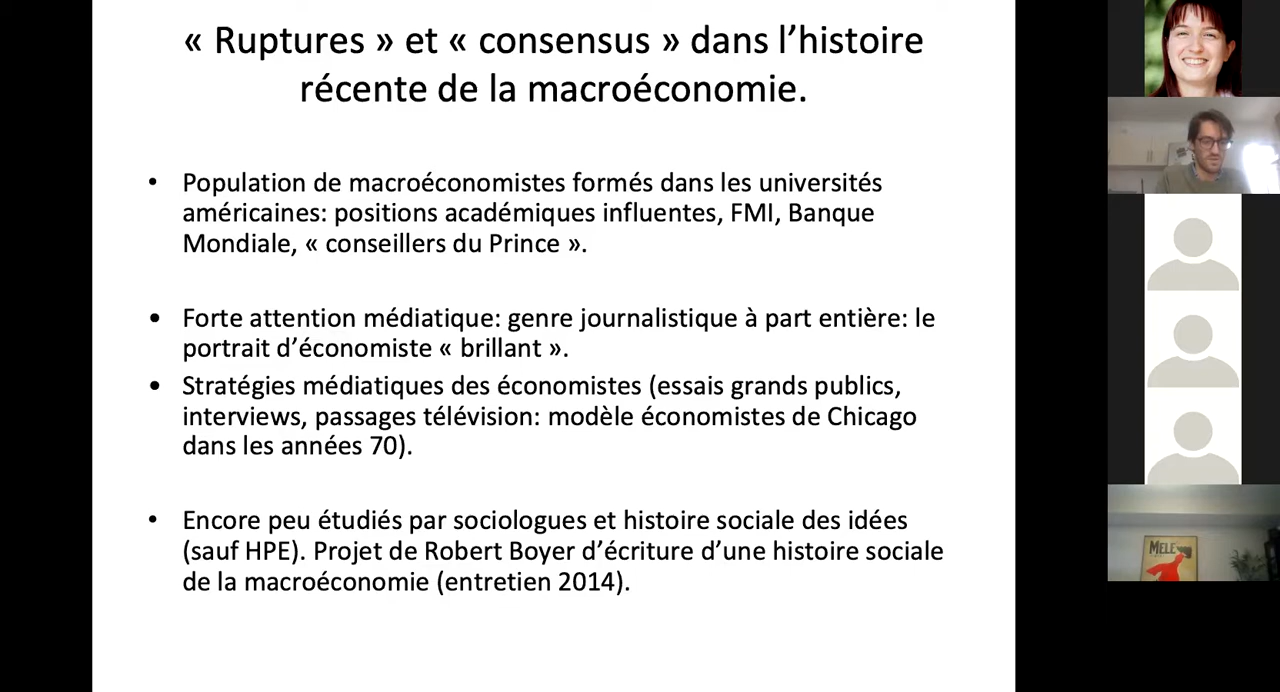 « Ruptures » et « consensus » dans l’histoire
récente de la macroéconomie.
• Population de macroéconomistes formés dans les universités
américaines: positions académiques influentes, FMI, Banque
Mondiale, « conseillers du Prince ».
• Forte attention médiatique: genre journalistique à part entière: le
portrait d’économiste « brillant ».
• Stratégies médiatiques des économistes (essais grands publics,
interviews, passages télévision: modèle économistes de Chicago
dans les années 70).
• Encore peu étudiés par sociologues et histoire sociale des idées
(sauf HPE). Projet de Robert Boyer d’écriture d’une histoire sociale
de la macroéconomie (entretien 2014).
MELE